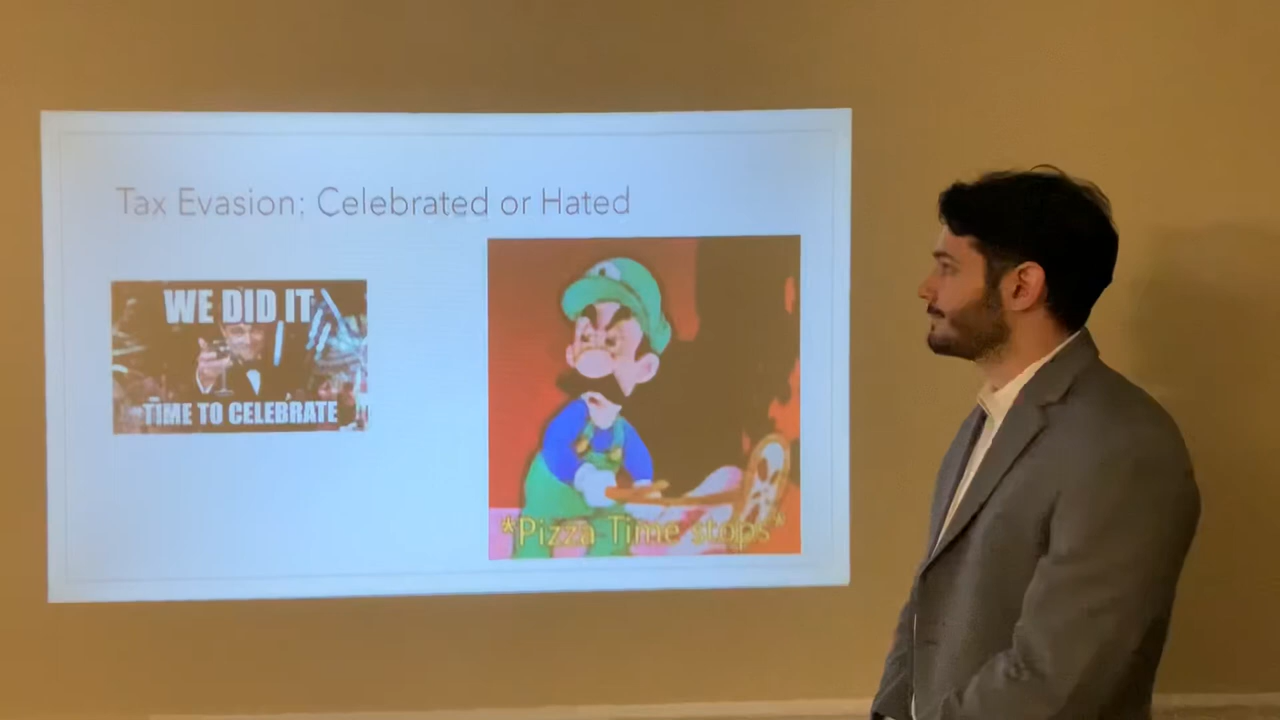 Tax Evasion: Celebrated or Hated
WE DID IT
TIME TO CELEBRATE
*Pizza Time stops*